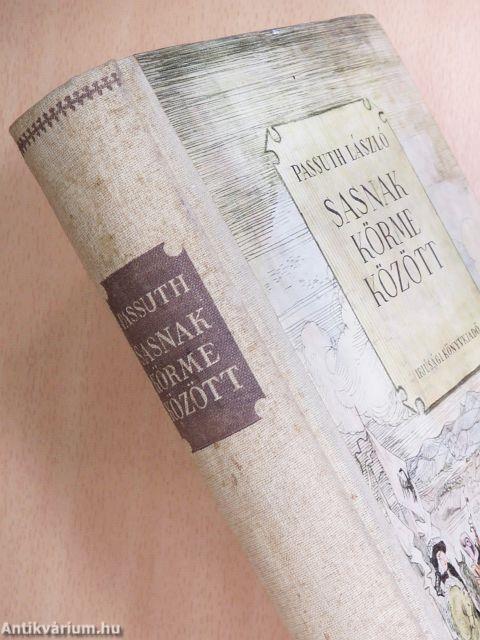 PASSUTH
SASNAK
KÖRME
KÖZÖTT
PASSUTH LÁSZLÓ
SASNAK
KÖRME
KÖZÖTT
IFJÚSÁGI KÖNYVKIADÓ
Antikvárium.hu